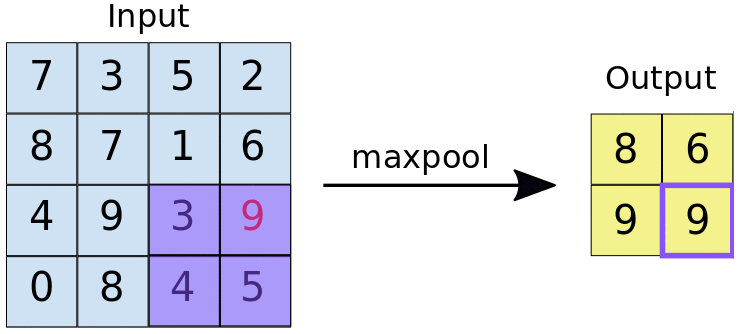 Input
7 3 5 2
8 7 1 6
4 9 3 9
0 8 4 5
maxpool
Output
8 6
9 9